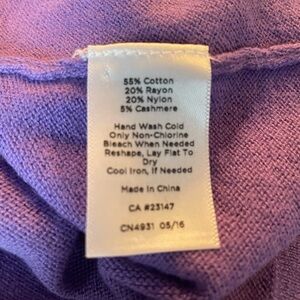 55% Cotton
20% Rayon
20% Nylon
5% Cashmere
Hand Wash Cold
Only Non-Chlorine
Bleach When Needed
Reshape, Lay Flat To
Dry
Cool Iron, If Needed
Made in China
CA #23147
CN4931 05/16